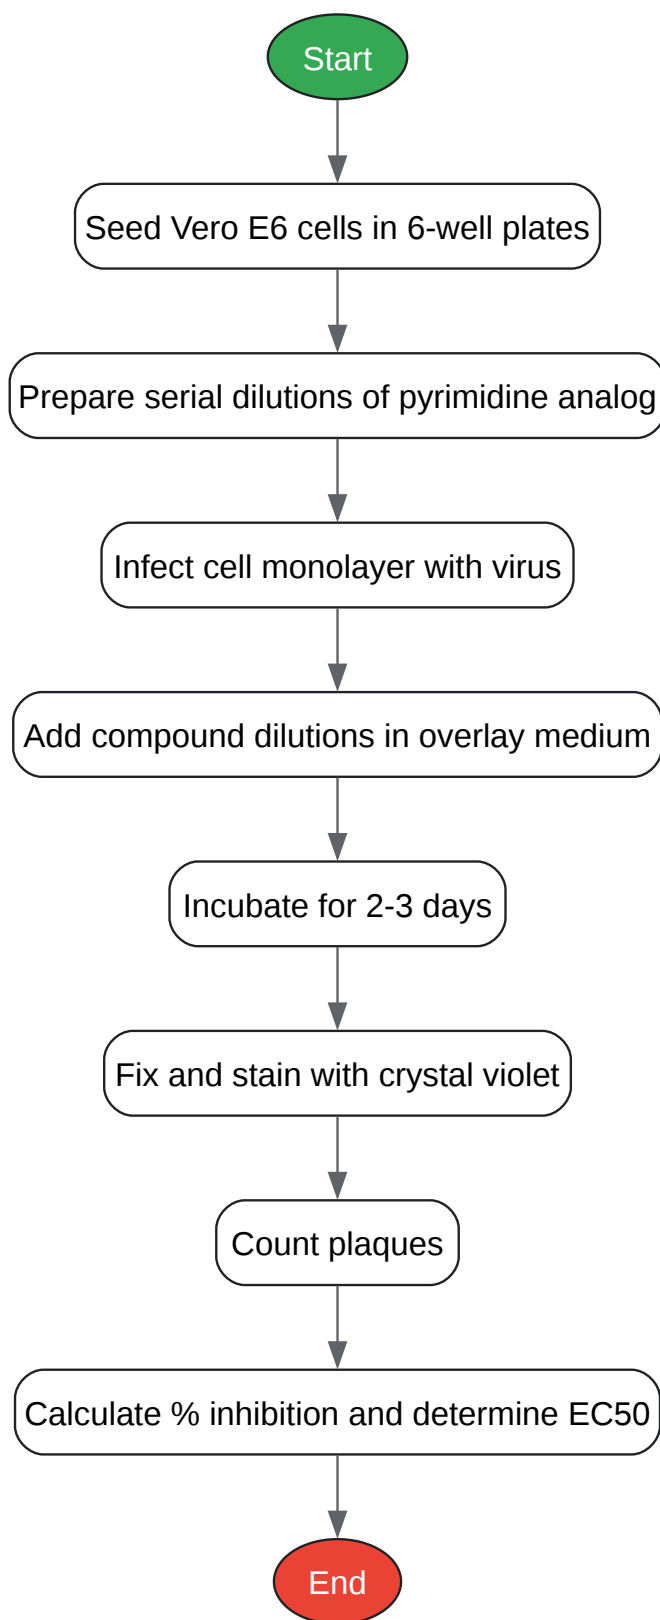 Start
Seed Vero E6 cells in 6-well plates
Prepare serial dilutions of pyrimidine analog
Infect cell monolayer with virus
Add compound dilutions in overlay medium
Incubate for 2-3 days
Fix and stain with crystal violet
Count plaques
Calculate % inhibition and determine EC50
End